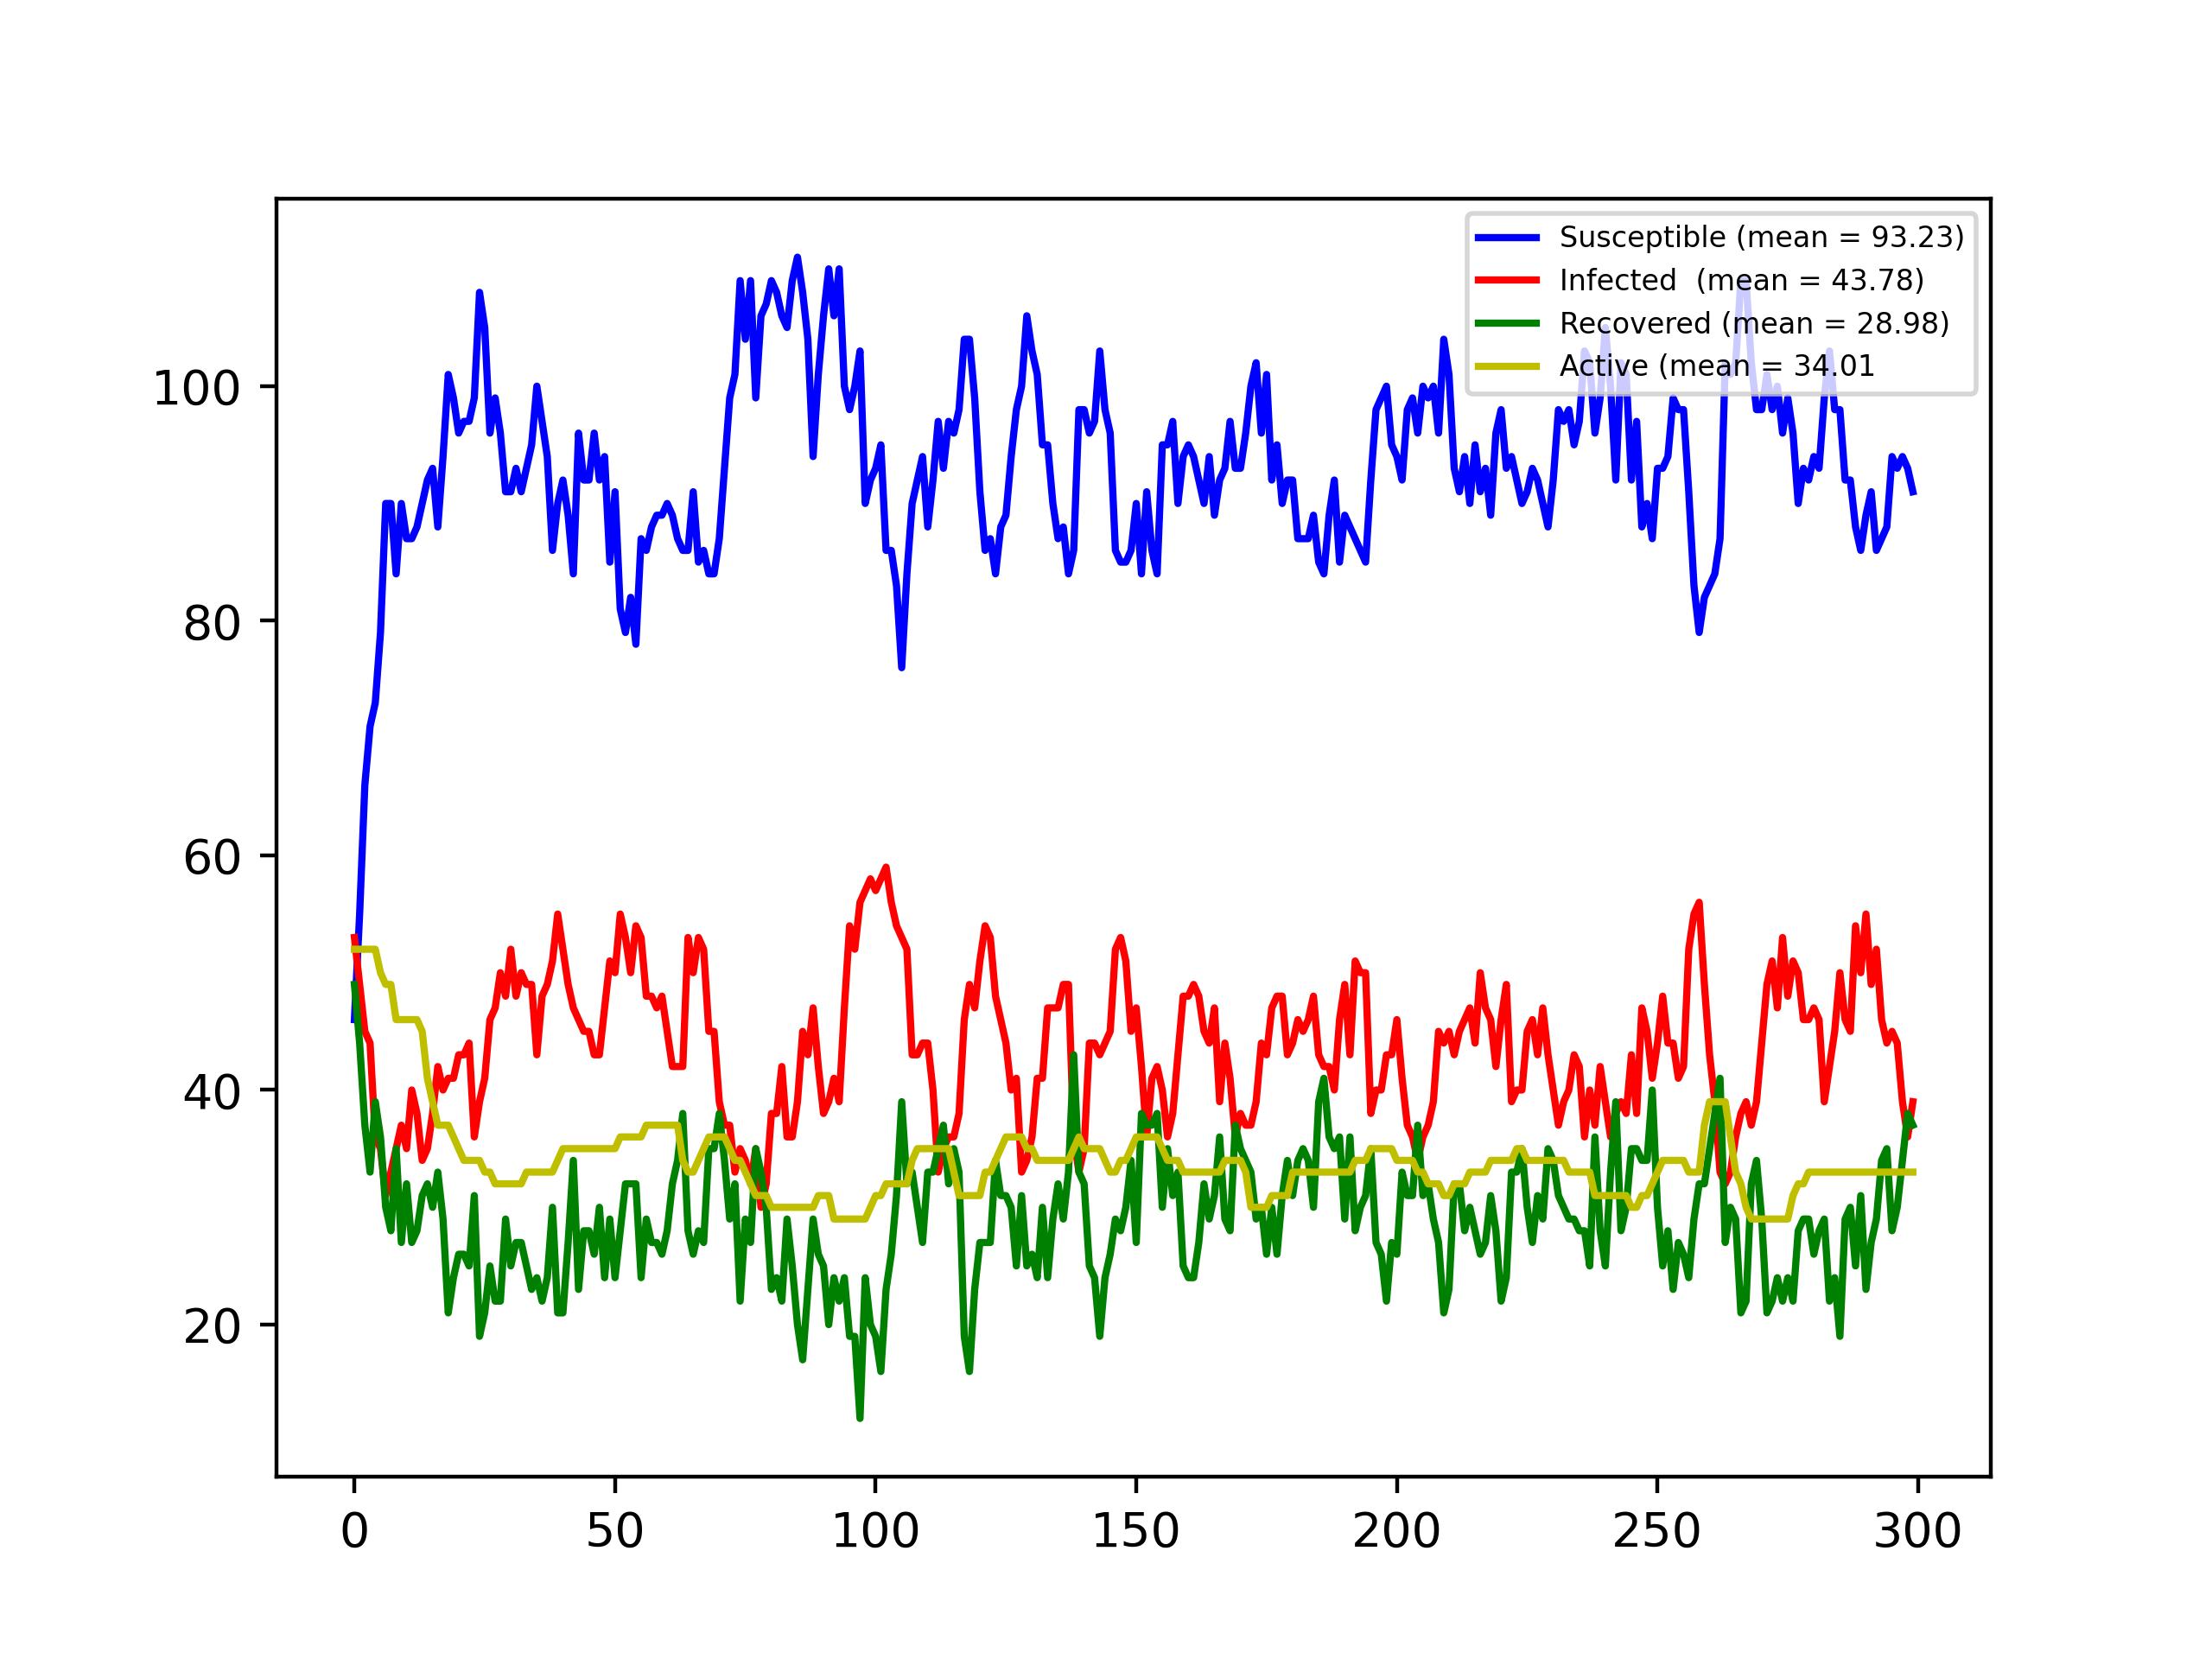 Susceptible (mean = 93.23)
Infected  (mean = 43.78)
Recovered (mean = 28.98)
Active (mean = 34.01
100
80
60
40
20
0 50 100 150 200 250 300